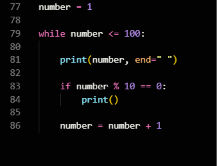 77 number = 1
78
79 while number <= 100:
80
81 print(number, end=" ")
82
83 if number % 10 == 0:
84 print()
85
86 number = number + 1